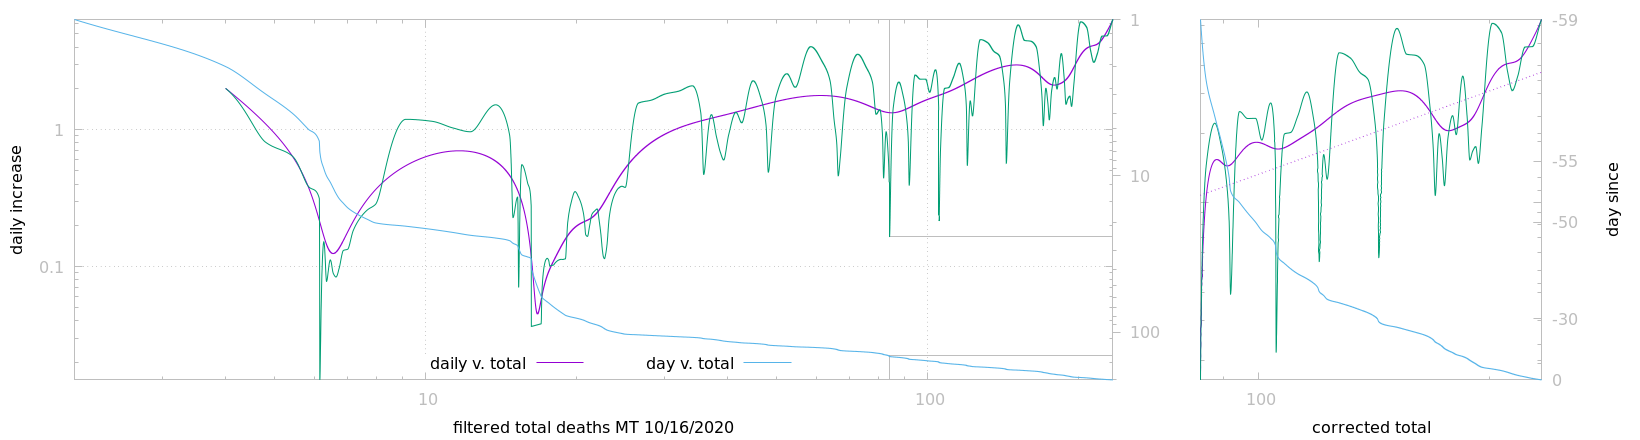 1
-59
daily increase
1
10
-55
day since
-50
0.1
-30
100
daily v. total
day v. total
0
10
100
100
filtered total deaths MT 10/16/2020
corrected total